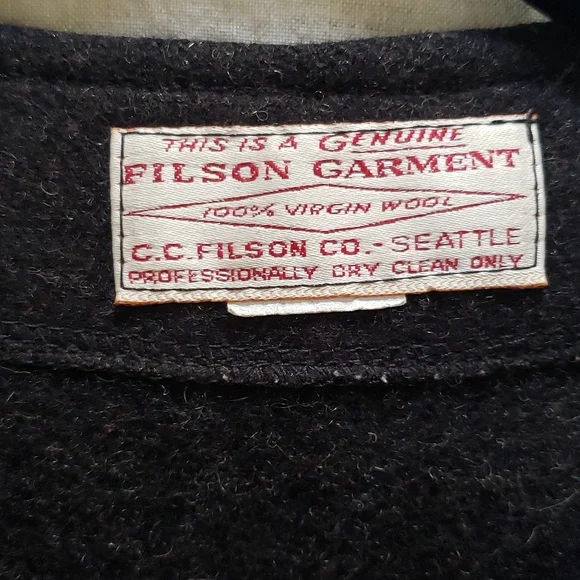 THIS IS A GENUINE
FILSON GARMENT
100% VIRGIN WOOL
C.C. FILSON CO. - SEATTLE
PROFESSIONALLY DRY CLEAN ONLY